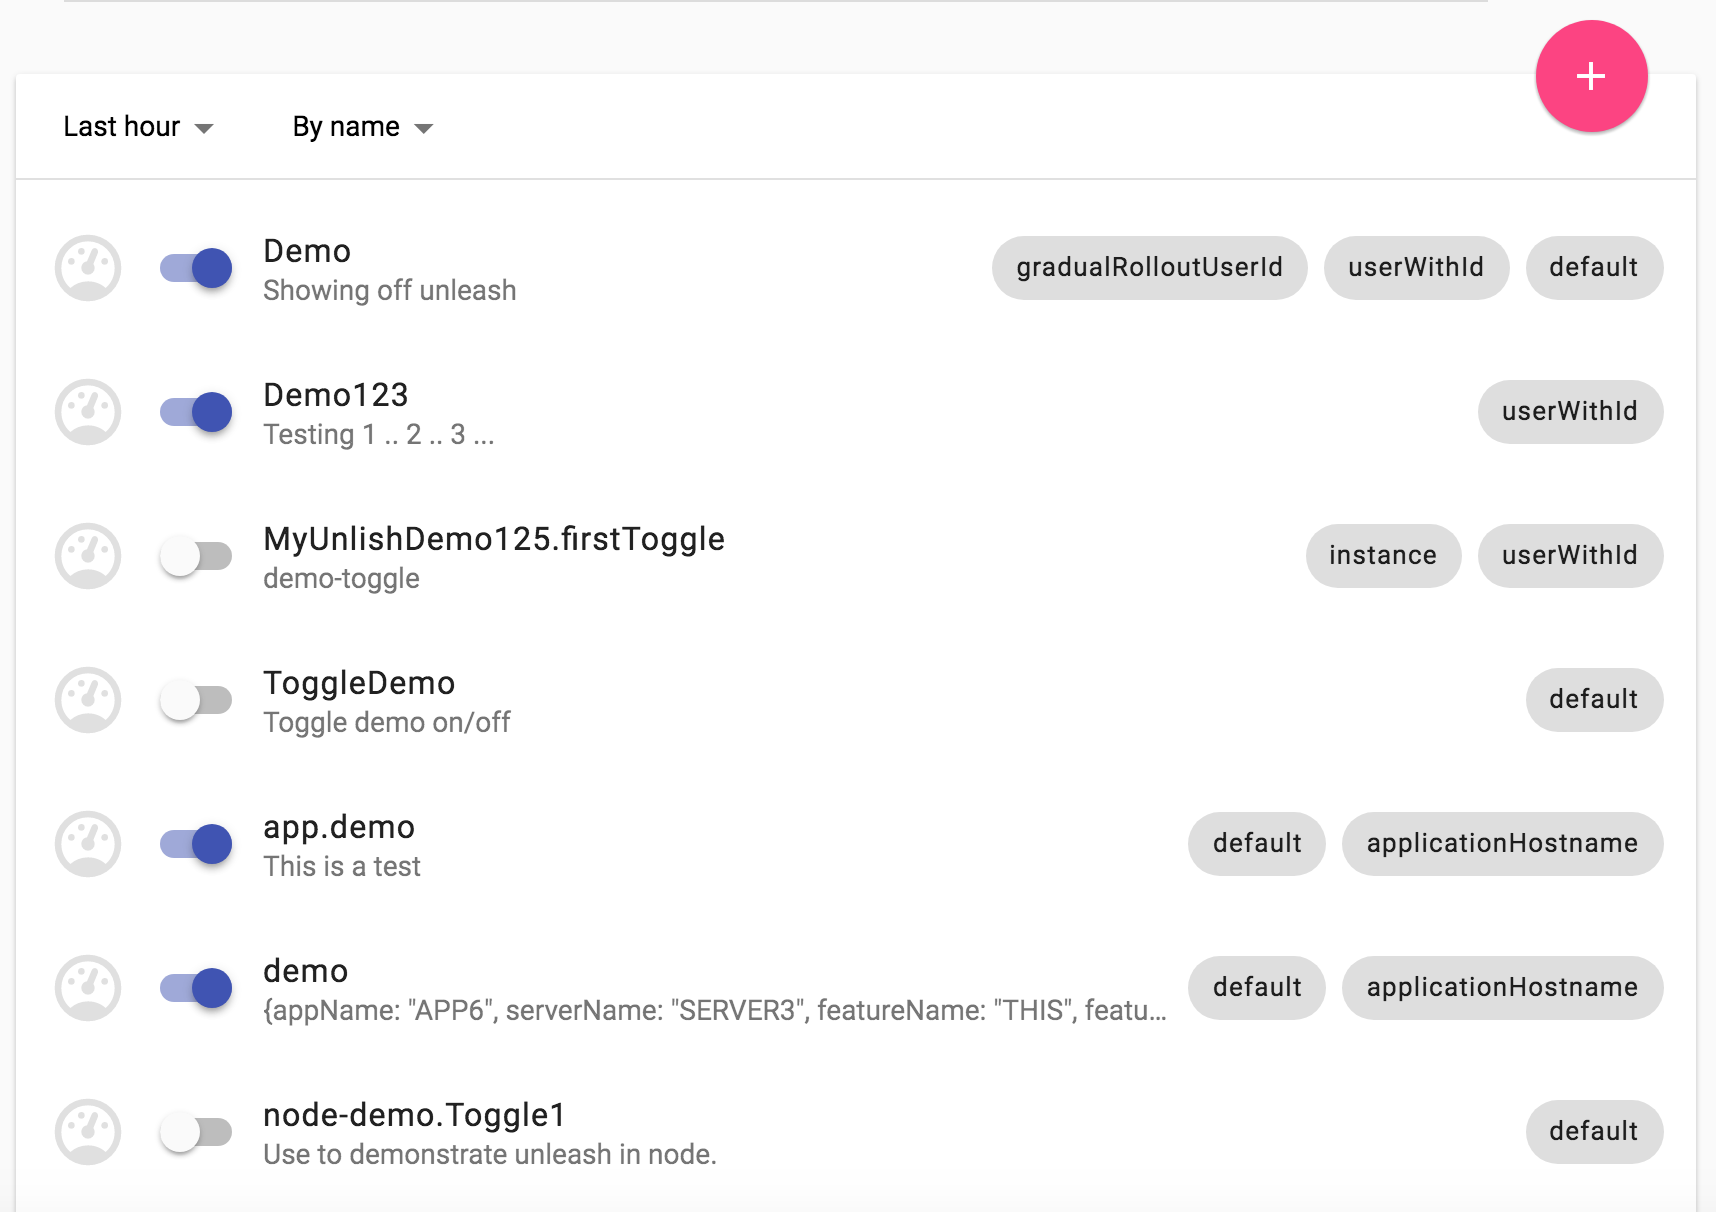 Last hour By name
+
Demo
Showing off unleash
gradualRolloutUserId userWithId default
Demo123
Testing 1 .. 2 .. 3 ...
userWithId
MyUnlishDemo125.firstToggle
demo-toggle
instance userWithId
ToggleDemo
Toggle demo on/off
default
app.demo
This is a test
default applicationHostname
demo
{appName: "APP6", serverName: "SERVER3", featureName: "THIS", featu...
default applicationHostname
node-demo.Toggle1
Use to demonstrate unleash in node.
default